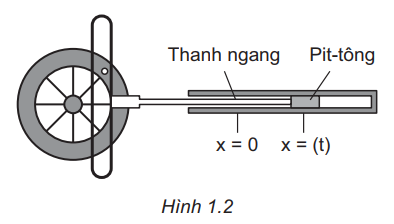 Thanh ngang Pit-tông
x = 0 x = (t)
Hình 1.2